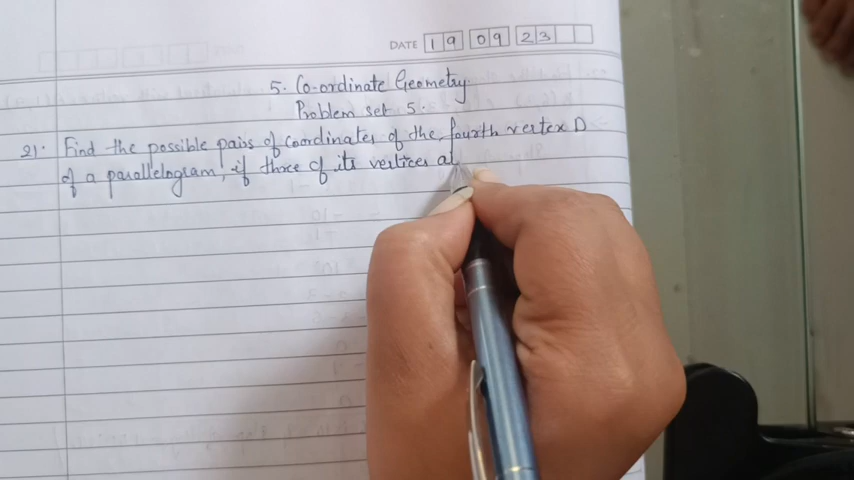 DATE 19 09 23
5. Co-ordinate Geometry.
Problem set 5.
21. Find the possible pairs of coordinates of the fourth vertex D
of a parallelogram, if three of its vertices a